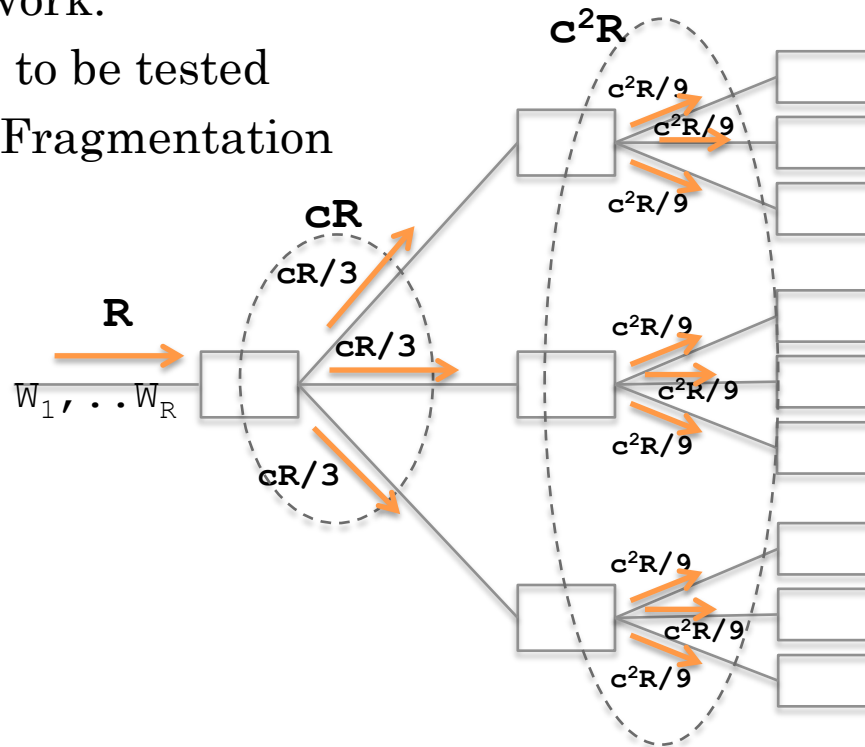 work.
to be tested
Fragmentation
c²R
c²R/9
c²R/9
c²R/9
cR
cR/3
cR/3
cR/3
R
W₁,..W_R
c²R/9
c²R/9
c²R/9
c²R/9
c²R/9
c²R/9